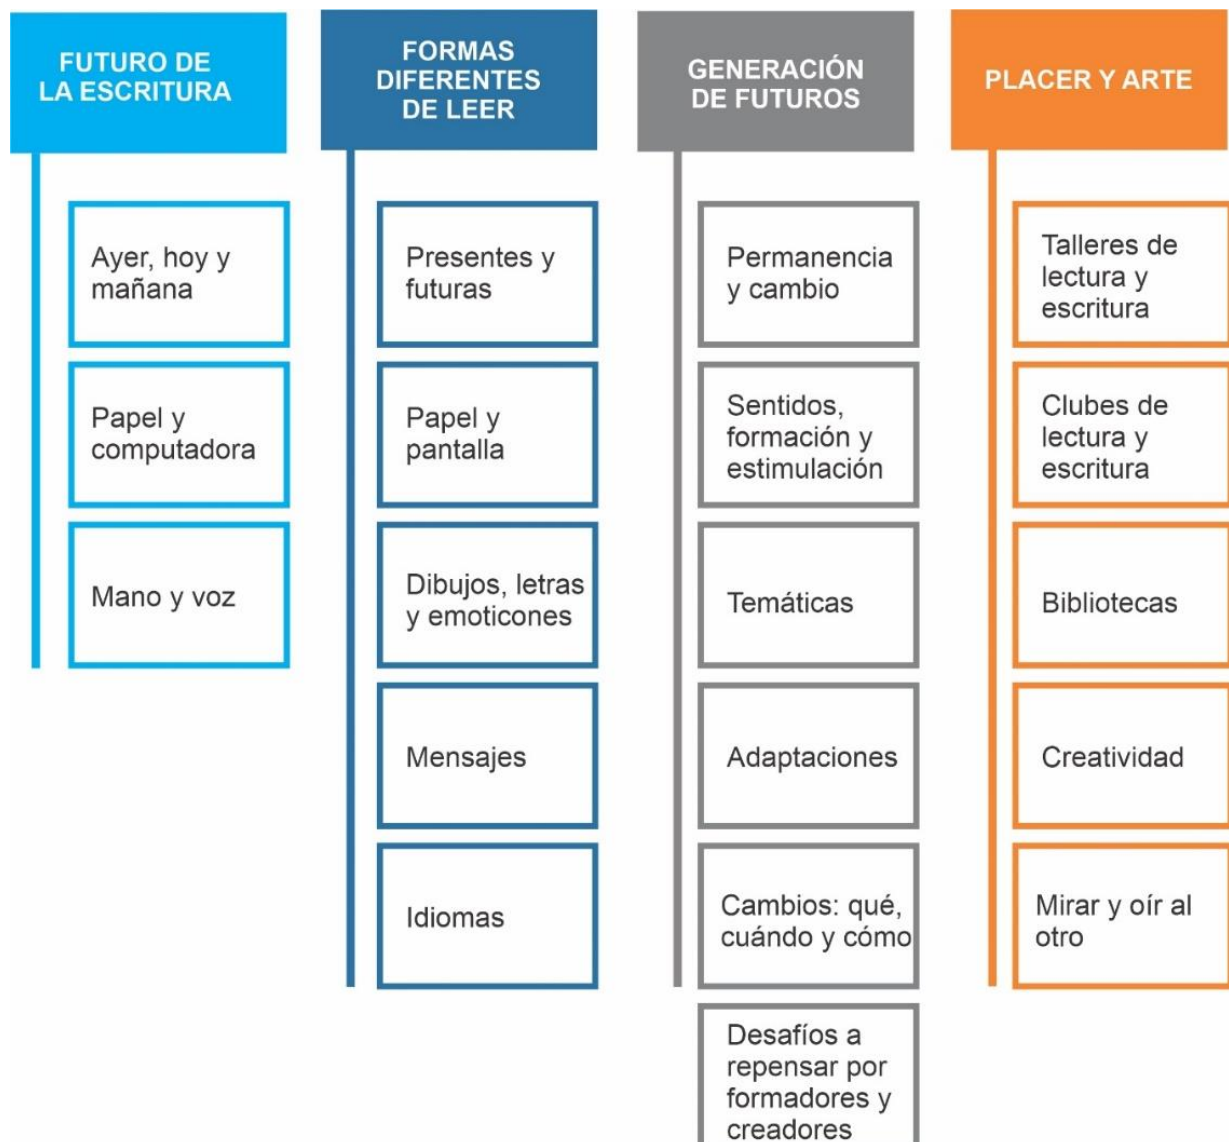 FUTURO DE
LA ESCRITURA
Ayer, hoy y
mañana
Papel y
computadora
Mano y voz
FORMAS
DIFERENTES
DE LEER
Presentes y
futuras
Papel y
pantalla
Dibujos, letras
y emoticones
Mensajes
Idiomas
GENERACIÓN
DE FUTUROS
Permanencia
y cambio
Sentidos,
formación y
estimulación
Temáticas
Adaptaciones
Cambios: qué,
cuándo y cómo
Desafíos a
repensar por
formadores y
creadores
PLACER Y ARTE
Talleres de
lectura y
escritura
Clubes de
lectura y
escritura
Bibliotecas
Creatividad
Mirar y oír al
otro